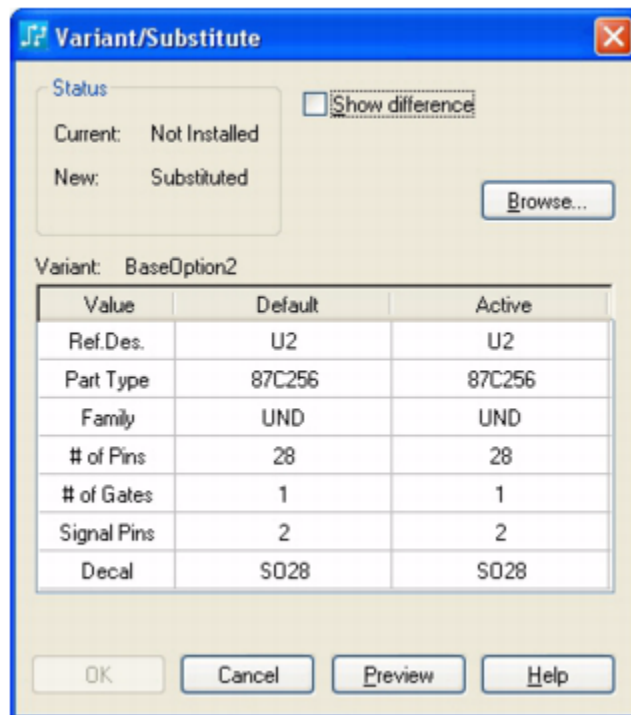 Variant/Substitute
Status
Show difference
Current: Not Installed
New: Substituted
Browse...
Variant: BaseOption2
Value Default Active
Ref.Des. U2 U2
Part Type 87C256 87C256
Family UND UND
# of Pins 28 28
# of Gates 1 1
Signal Pins 2 2
Decal SO28 SO28
OK Cancel Preview Help